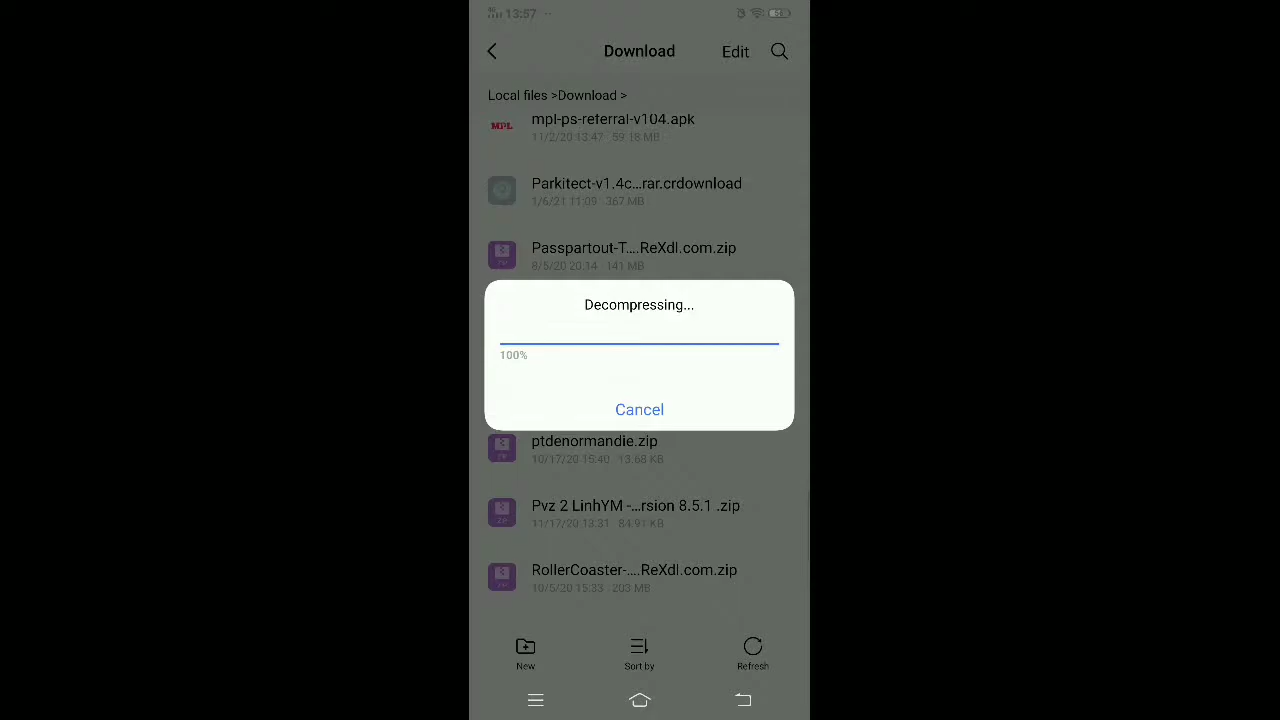 13:57
Download Edit
Local files >Download >
MPL mpl-ps-referral-v104.apk
11/2/20 13:47 59.18 MB
Parkitect-v1.4c...rar.crdownload
1/6/21 11:09 367 MB
Passpartout-T....ReXdl.com.zip
8/5/20 20:14 141 MB
Decompressing...
100%
Cancel
ptdenormandie.zip
10/17/20 15:40 13.68 KB
Pvz 2 LinhYM -...rsion 8.5.1 .zip
ZIP
11/17/20 13:31 84.91 KB
RollerCoaster-....ReXdl.com.zip
10/5/20 15:33 203 MB
New Sort by Refresh